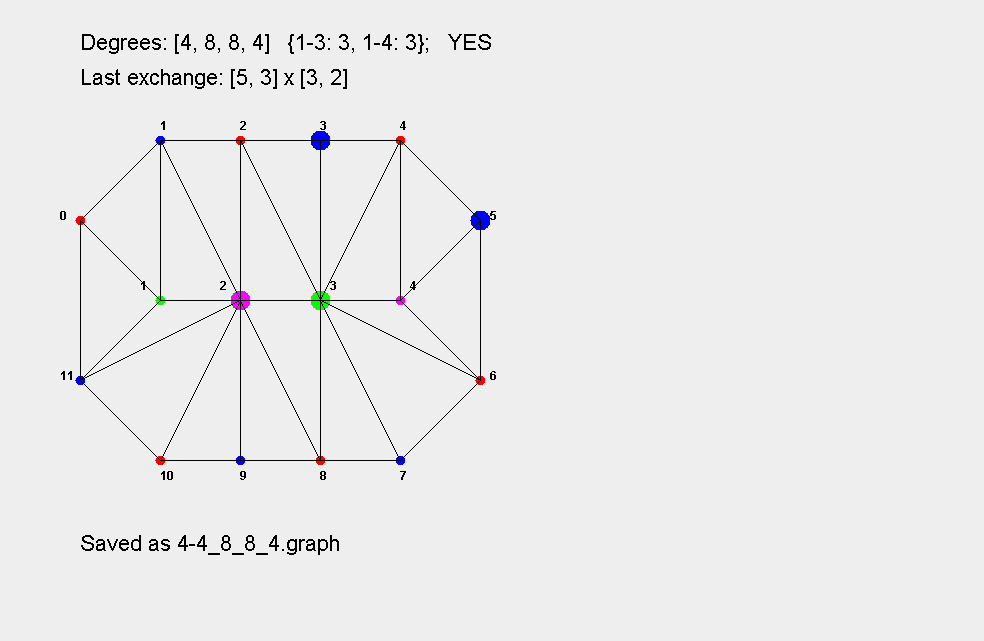 Degrees: [4, 8, 8, 4] {1-3: 3, 1-4: 3}; YES
Last exchange: [5, 3] x [3, 2]
1 2 3 4
0 5
1 2 3 4
11 6
10 9 8 7
Saved as 4-4_8_8_4.graph